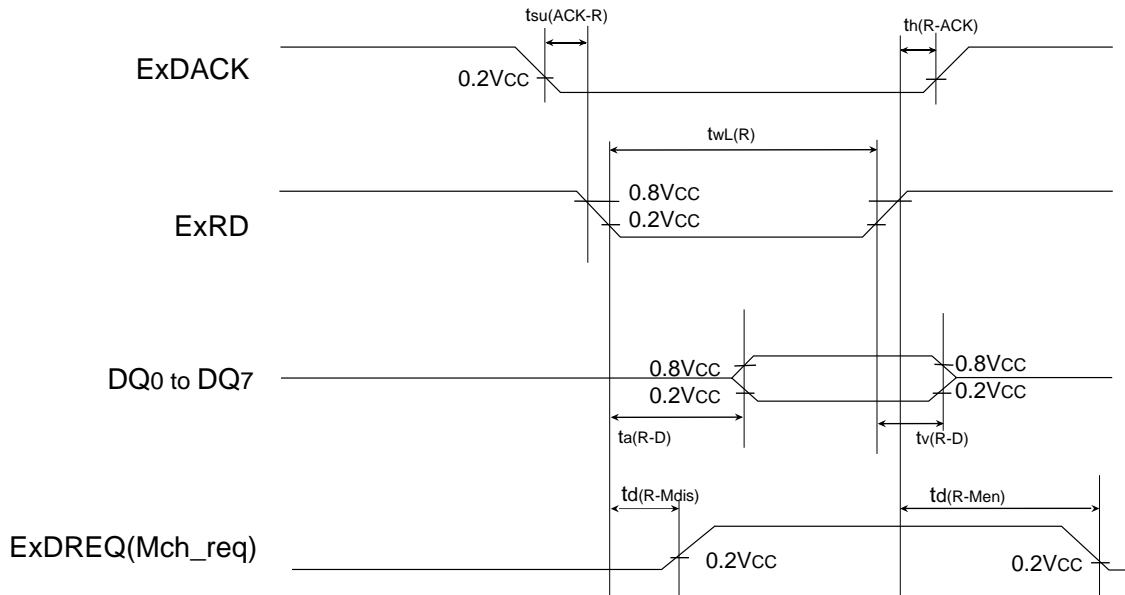 tsu(ACK-R)
th(R-ACK)
ExDACK
0.2VCC
twL(R)
0.8VCC
ExRD
0.2VCC
DQ0 to DQ7
0.8VCC
0.8VCC
0.2VCC
0.2VCC
ta(R-D)
tv(R-D)
td(R-Mdis)
td(R-Men)
ExDREQ(Mch_req)
0.2VCC
0.2VCC